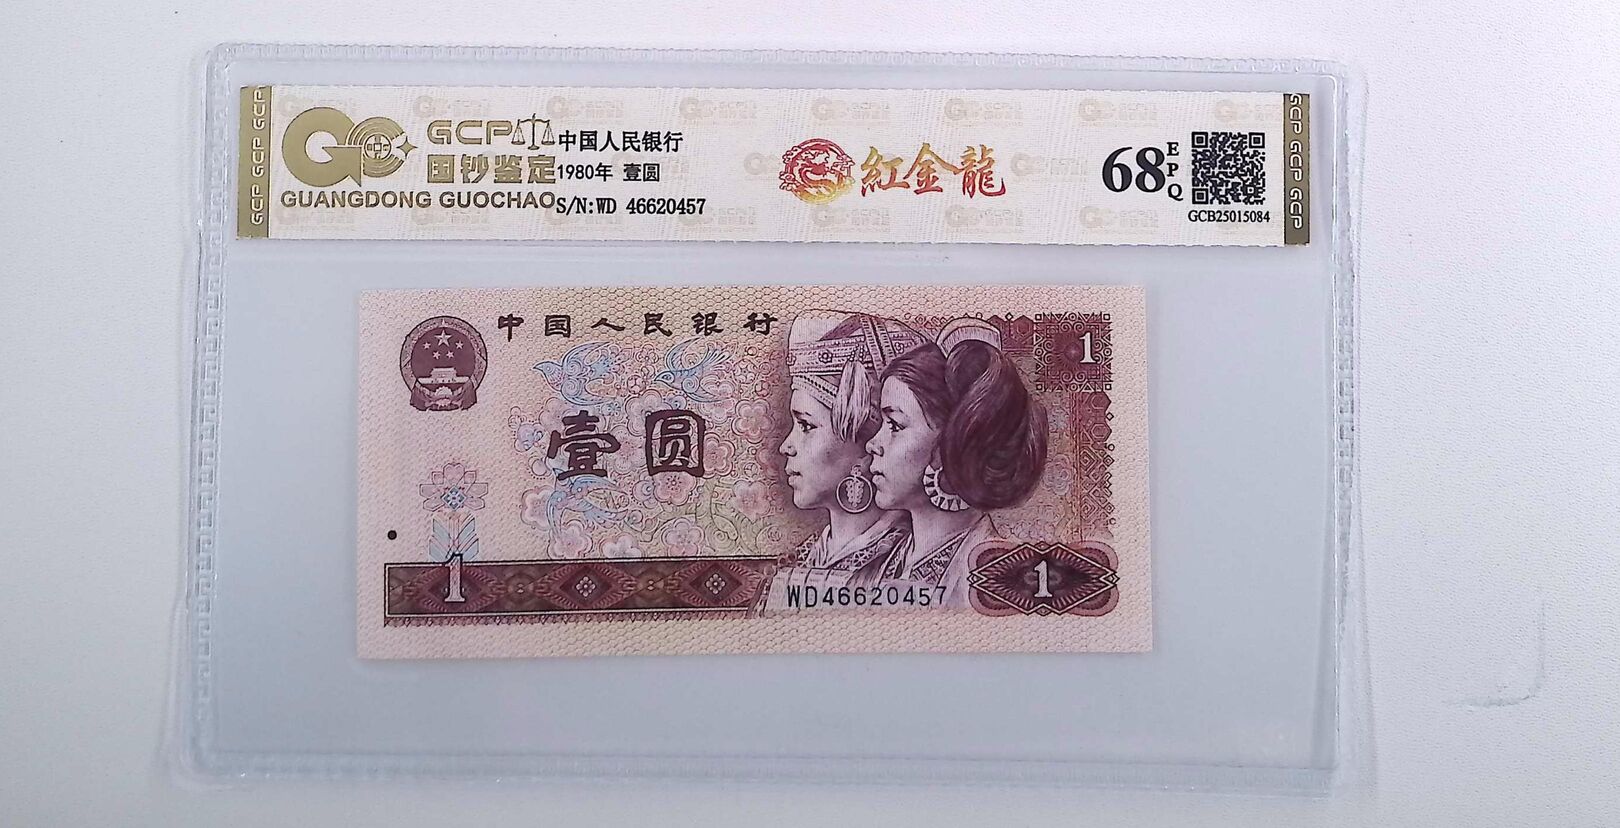 GCP GCP GCP
GCP
国钞鉴定
GUANGDONG GUOCHAO
中国人民银行
1980年 壹圆
S/N:WD 46620457
紅金龍
68
EPQ
GCB25015084
GCP GCP GCP
中国人民银行
1
壹圆
1
WD46620457
1